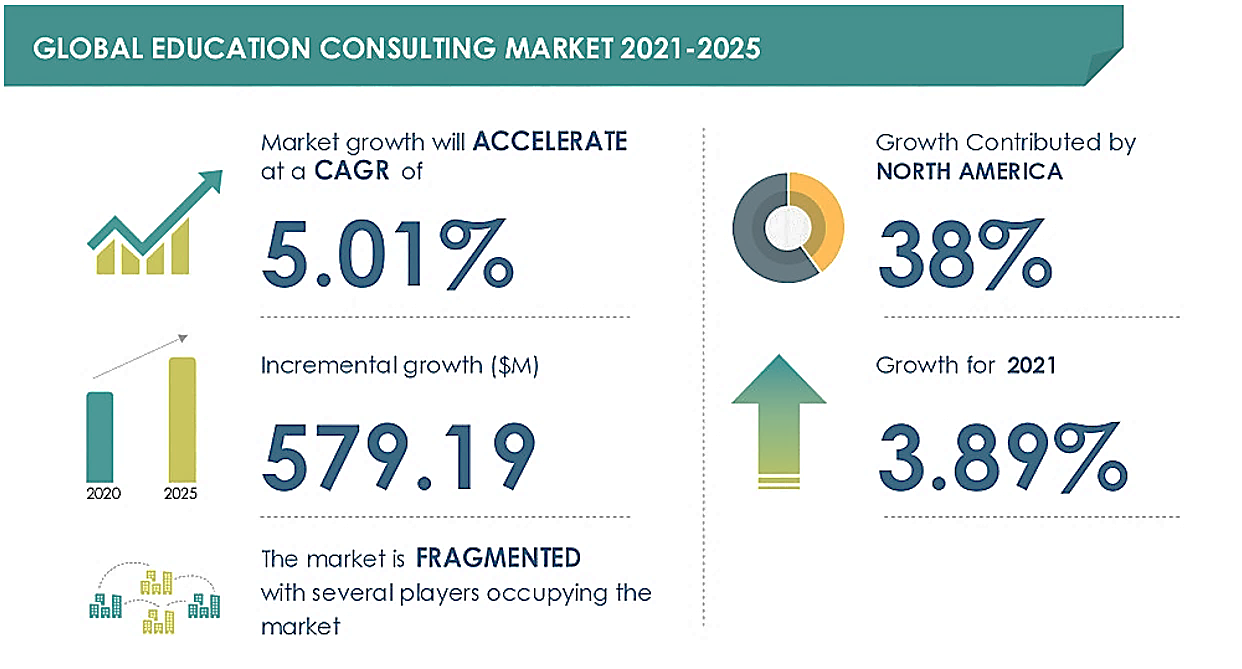 GLOBAL EDUCATION CONSULTING MARKET 2021-2025
Market growth will ACCELERATE
at a CAGR of
5.01%
Incremental growth ($M)
579.19
2020 2025
The market is FRAGMENTED
with several players occupying the
market
Growth Contributed by
NORTH AMERICA
38%
Growth for 2021
3.89%